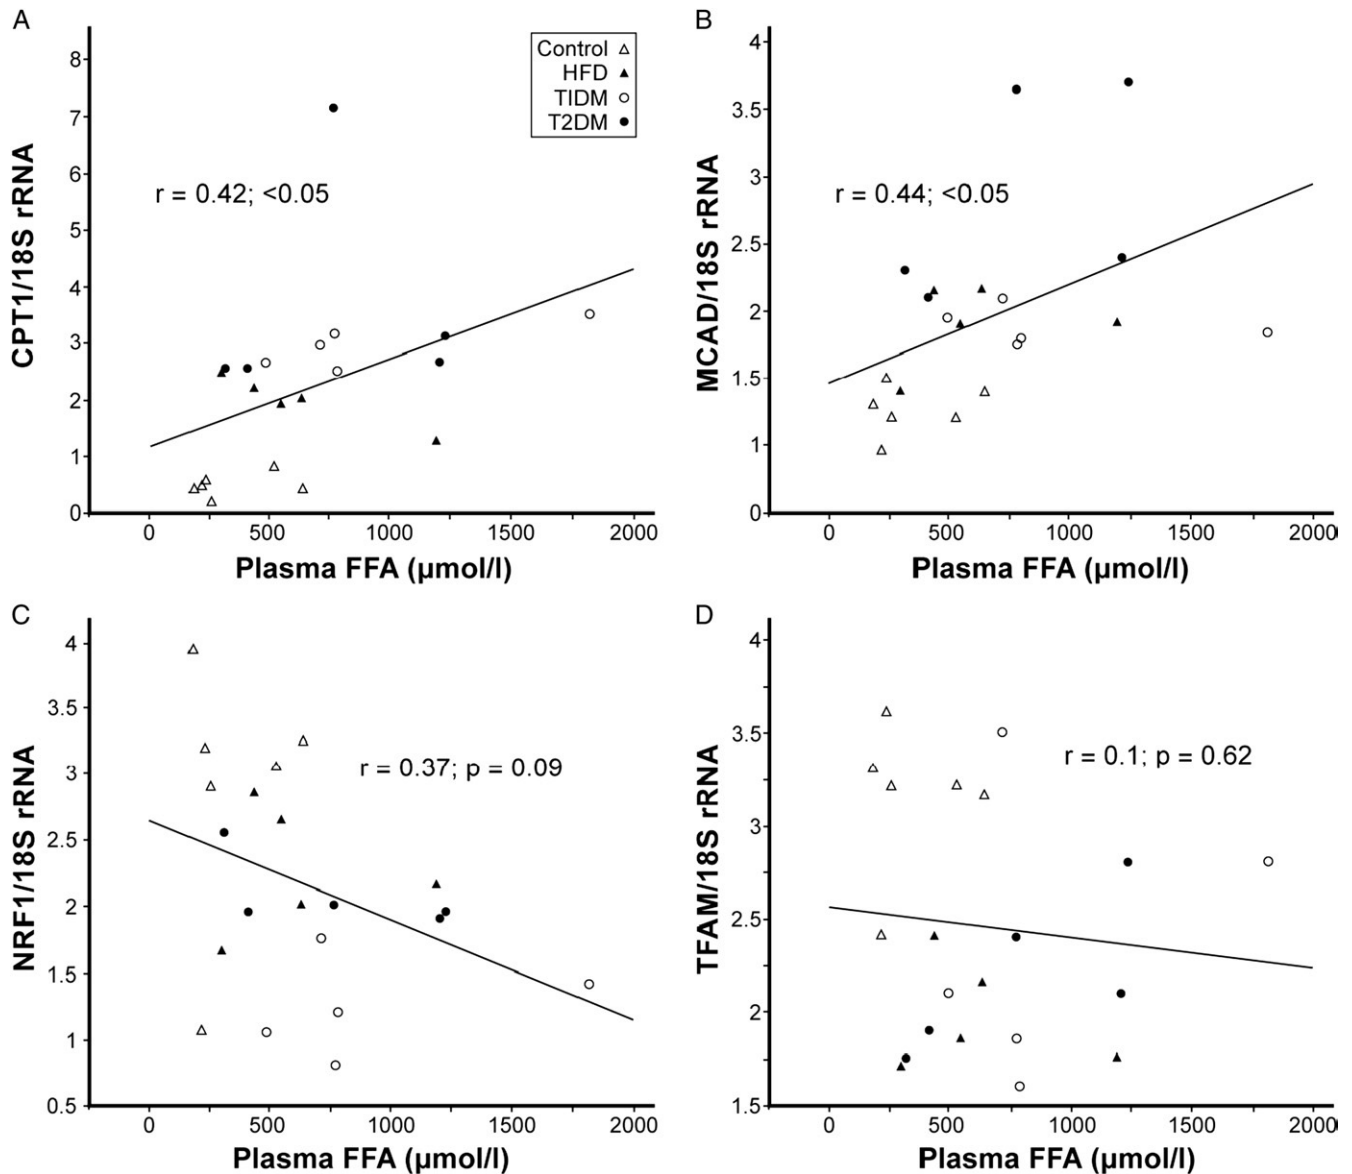 A
CPT1/18S rRNA
8
7
6
5
4
3
2
1
0
Control △
HFD ▲
TIDM ○
T2DM ●
r = 0.42; <0.05
0 500 1000 1500 2000
Plasma FFA (μmol/l)
B
MCAD/18S rRNA
4
3.5
3
2.5
2
1.5
1
0
r = 0.44; <0.05
0 500 1000 1500 2000
Plasma FFA (μmol/l)
C
NRF1/18S rRNA
4
3.5
3
2.5
2
1.5
1
0.5
r = 0.37; p = 0.09
0 500 1000 1500 2000
Plasma FFA (μmol/l)
D
TFAM/18S rRNA
4
3.5
3
2.5
2
1.5
r = 0.1; p = 0.62
0 500 1000 1500 2000
Plasma FFA (μmol/l)